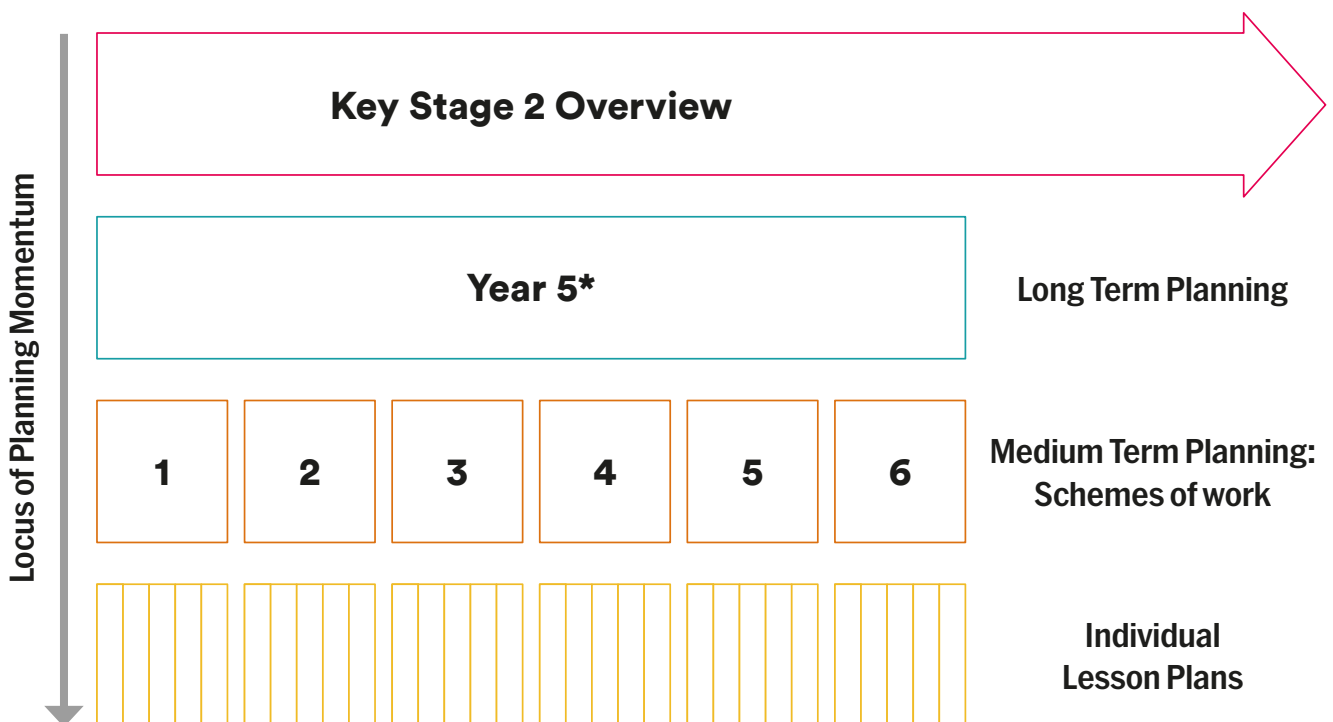 Key Stage 2 Overview
Locus of Planning Momentum
Year 5*
Long Term Planning
1 2 3 4 5 6
Medium Term Planning:
Schemes of work
Individual
Lesson Plans